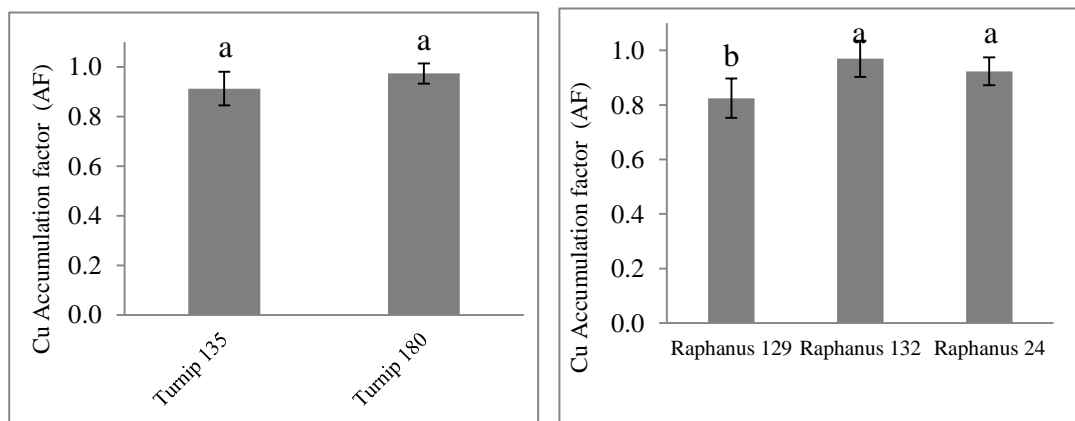 Cu Accumulation factor (AF)
1.0
0.8
0.6
0.4
0.2
0.0
a
a
Turnip 135
Turnip 180
Cu Accumulation factor (AF)
1.0
0.8
0.6
0.4
0.2
0.0
b
a
a
Raphanus 129 Raphanus 132 Raphanus 24